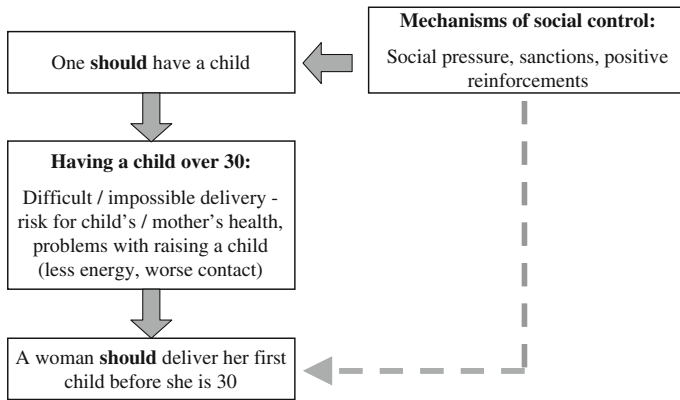 Mechanisms of social control:
Social pressure, sanctions, positive
reinforcements
One should have a child
Having a child over 30:
Difficult / impossible delivery -
risk for child's / mother's health,
problems with raising a child
(less energy, worse contact)
A woman should deliver her first
child before she is 30